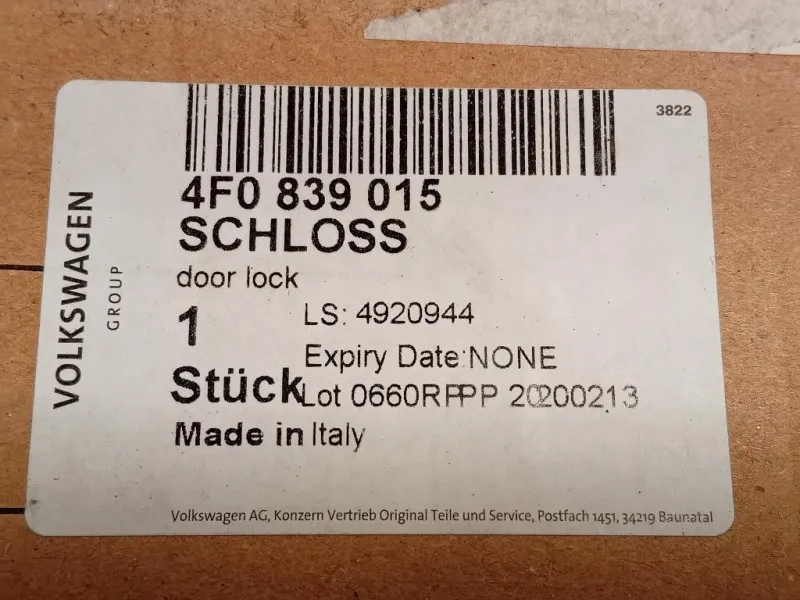 3822
VOLKSWAGEN
GROUP
4F0 839 015
SCHLOSS
door lock
1
LS: 4920944
Expiry Date:NONE
Stück
Lot 0660RPPP 20200213
Made in Italy
Volkswagen AG, Konzern Vertrieb Original Teile und Service, Postfach 1451, 34219 Baunatal